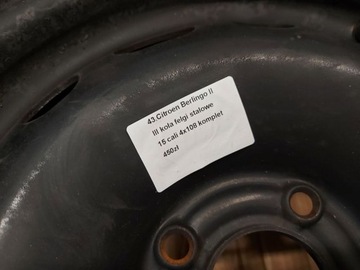 43.Citroen Berlingo II
III koła felgi stalowe
15 cali 4x108 komplet
450zł